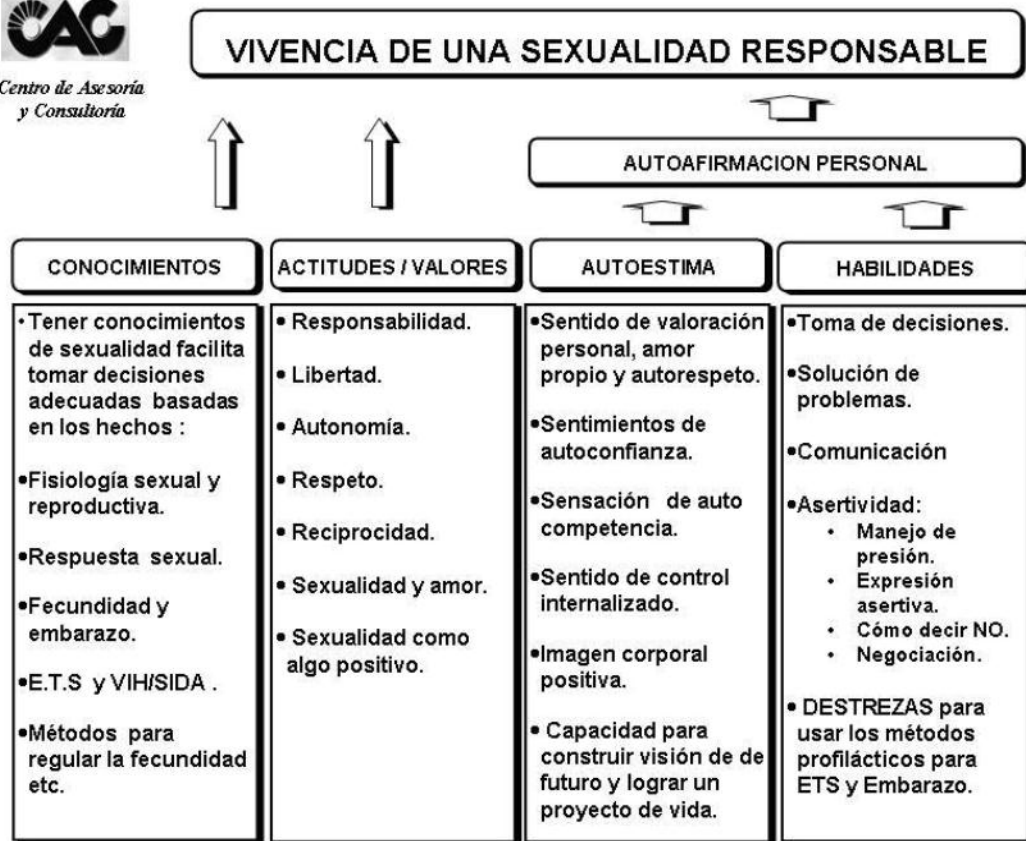 CAC
Centro de Asesoría
y Consultoría
VIVENCIA DE UNA SEXUALIDAD RESPONSABLE
AUTOAFIRMACION PERSONAL
CONOCIMIENTOS
• Tener conocimientos
de sexualidad facilita
tomar decisiones
adecuadas basadas
en los hechos :
•Fisiología sexual y
reproductiva.
•Respuesta sexual.
•Fecundidad y
embarazo.
•E.T.S y VIH/SIDA .
•Métodos para
regular la fecundidad
etc.
ACTITUDES / VALORES
• Responsabilidad.
• Libertad.
• Autonomía.
• Respeto.
• Reciprocidad.
• Sexualidad y amor.
• Sexualidad como
algo positivo.
AUTOESTIMA
•Sentido de valoración
personal, amor
propio y autorespeto.
•Sentimientos de
autoconfianza.
•Sensación de auto
competencia.
•Sentido de control
internalizado.
•Imagen corporal
positiva.
• Capacidad para
construir visión de de
futuro y lograr un
proyecto de vida.
HABILIDADES
•Toma de decisiones.
•Solución de
problemas.
•Comunicación
•Asertividad:
• Manejo de
presión.
• Expresión
asertiva.
• Cómo decir NO.
• Negociación.
• DESTREZAS para
usar los métodos
profilácticos para
ETS y Embarazo.